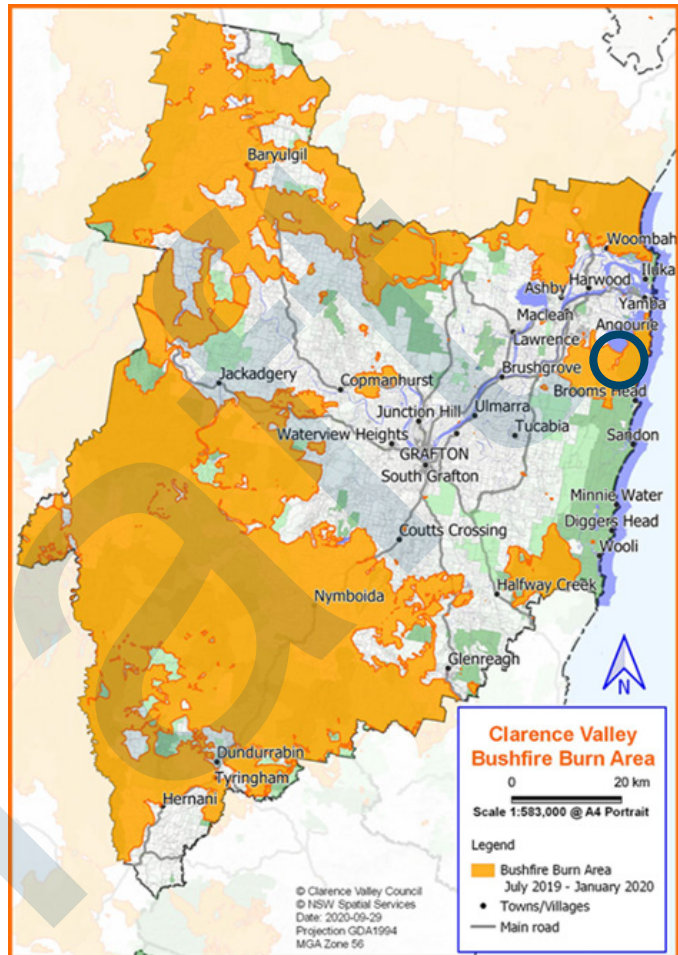 Baryulgil
Woombah
Iluka
Ashby
Harwood
Yamba
Maclean
Angourie
Lawrence
Jackadgery
Copmanhurst
Brushgrove
Brooms Head
Junction Hill
Ulmarra
Waterview Heights
Tucabia
GRAFTON
Sandon
South Grafton
Minnie Water
Coutts Crossing
Diggers Head
Wooli
Nymboida
Halfway Creek
Glenreagh
N
Dundurrabin
Tyringham
Hernani
Clarence Valley
Bushfire Burn Area
0 20 km
Scale 1:583,000 @ A4 Portrait
Legend
Bushfire Burn Area
July 2019 - January 2020
Towns/Villages
Main road
© Clarence Valley Council
© NSW Spatial Services
Date: 2020-09-29
Projection GDA1994
MGA Zone 56